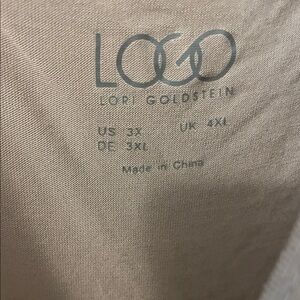 LOGO
LORI GOLDSTEIN
US 3X UK 4XL
DE 3XL
Made in China